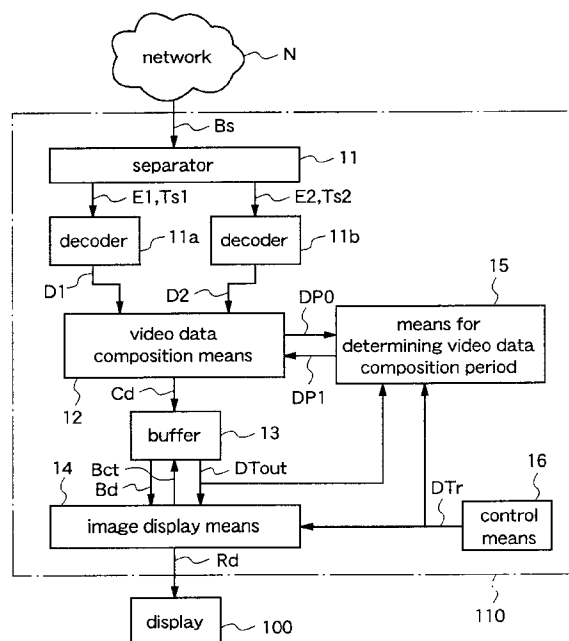 network
N
Bs
11
separator
E1,Ts1
E2,Ts2
decoder
11a
decoder
11b
D1
D2
DP0
15
video data
composition means
means for
determining video data
composition period
DP1
12
Cd
buffer
13
14
Bct
Bd
DTout
16
DTr
image display means
control
means
Rd
display
100
110